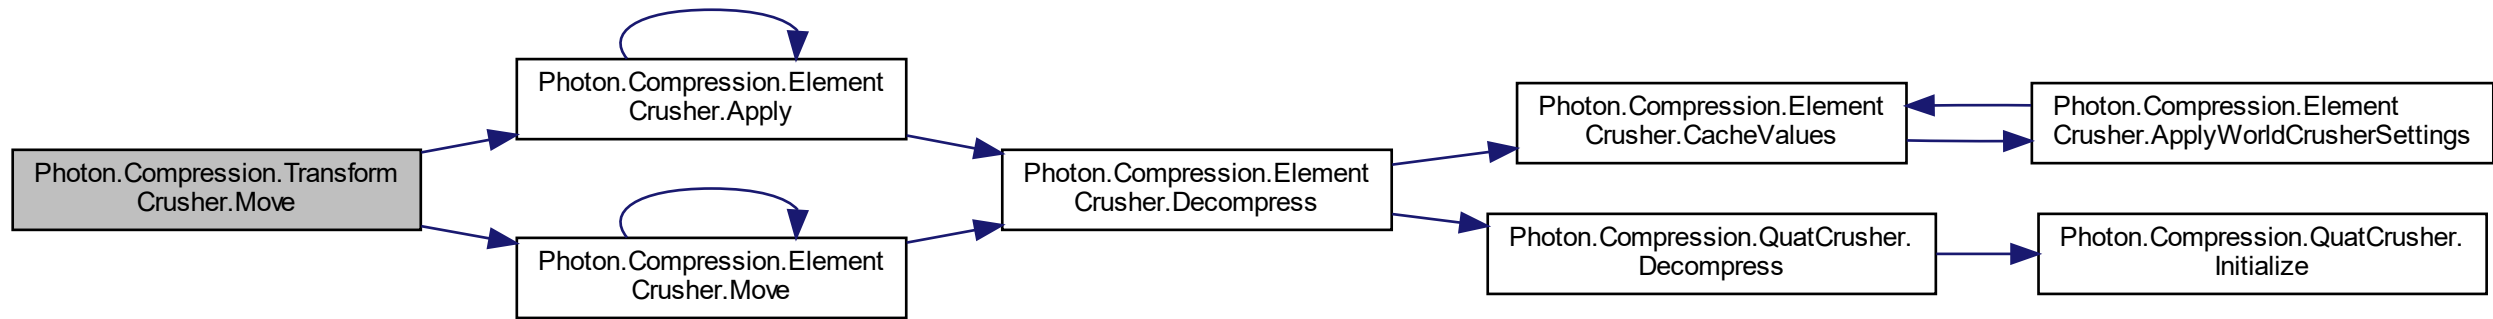 Photon.Compression.Transform
Crusher.Move
Photon.Compression.Element
Crusher.Apply
Photon.Compression.Element
Crusher.Move
Photon.Compression.Element
Crusher.Decompress
Photon.Compression.Element
Crusher.CacheValues
Photon.Compression.Element
Crusher.ApplyWorldCrusherSettings
Photon.Compression.QuatCrusher.
Decompress
Photon.Compression.QuatCrusher.
Initialize